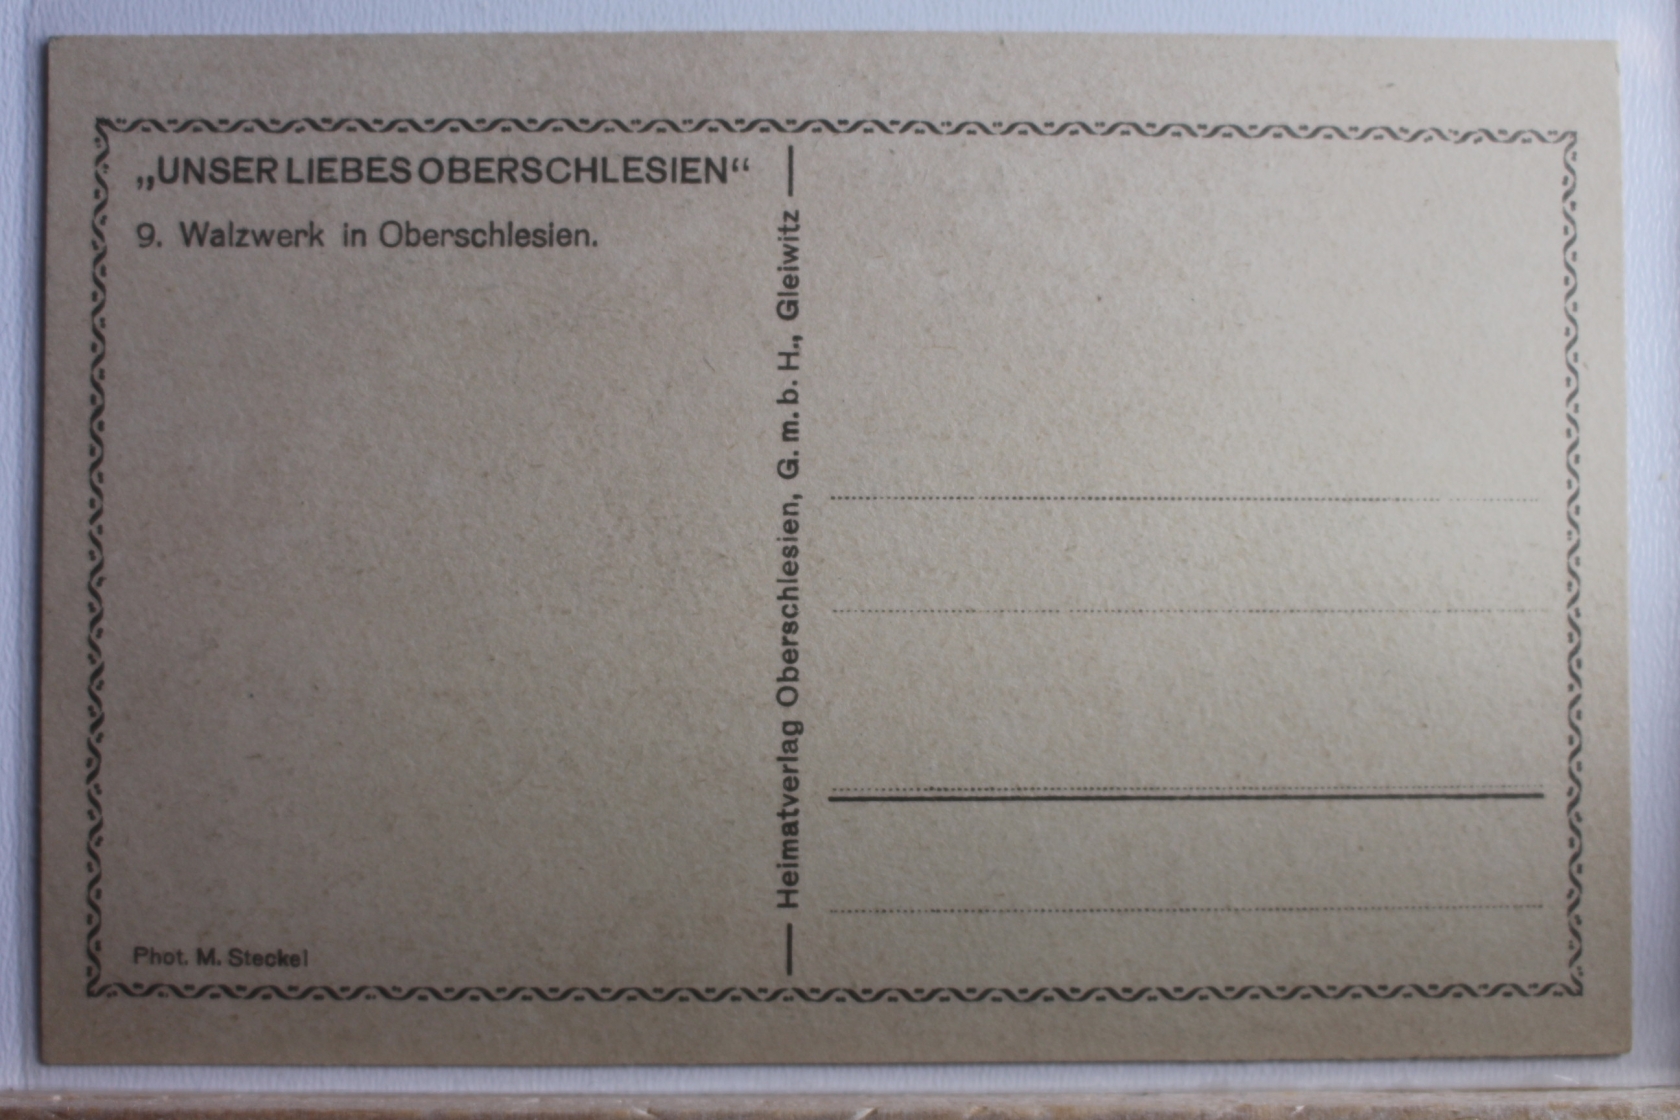 „UNSER LIEBES OBERSCHLESIEN“
9. Walzwerk in Oberschlesien.
Phot. M. Steckel
— Heimatverlag Oberschlesien, G. m. b. H., Gleiwitz —